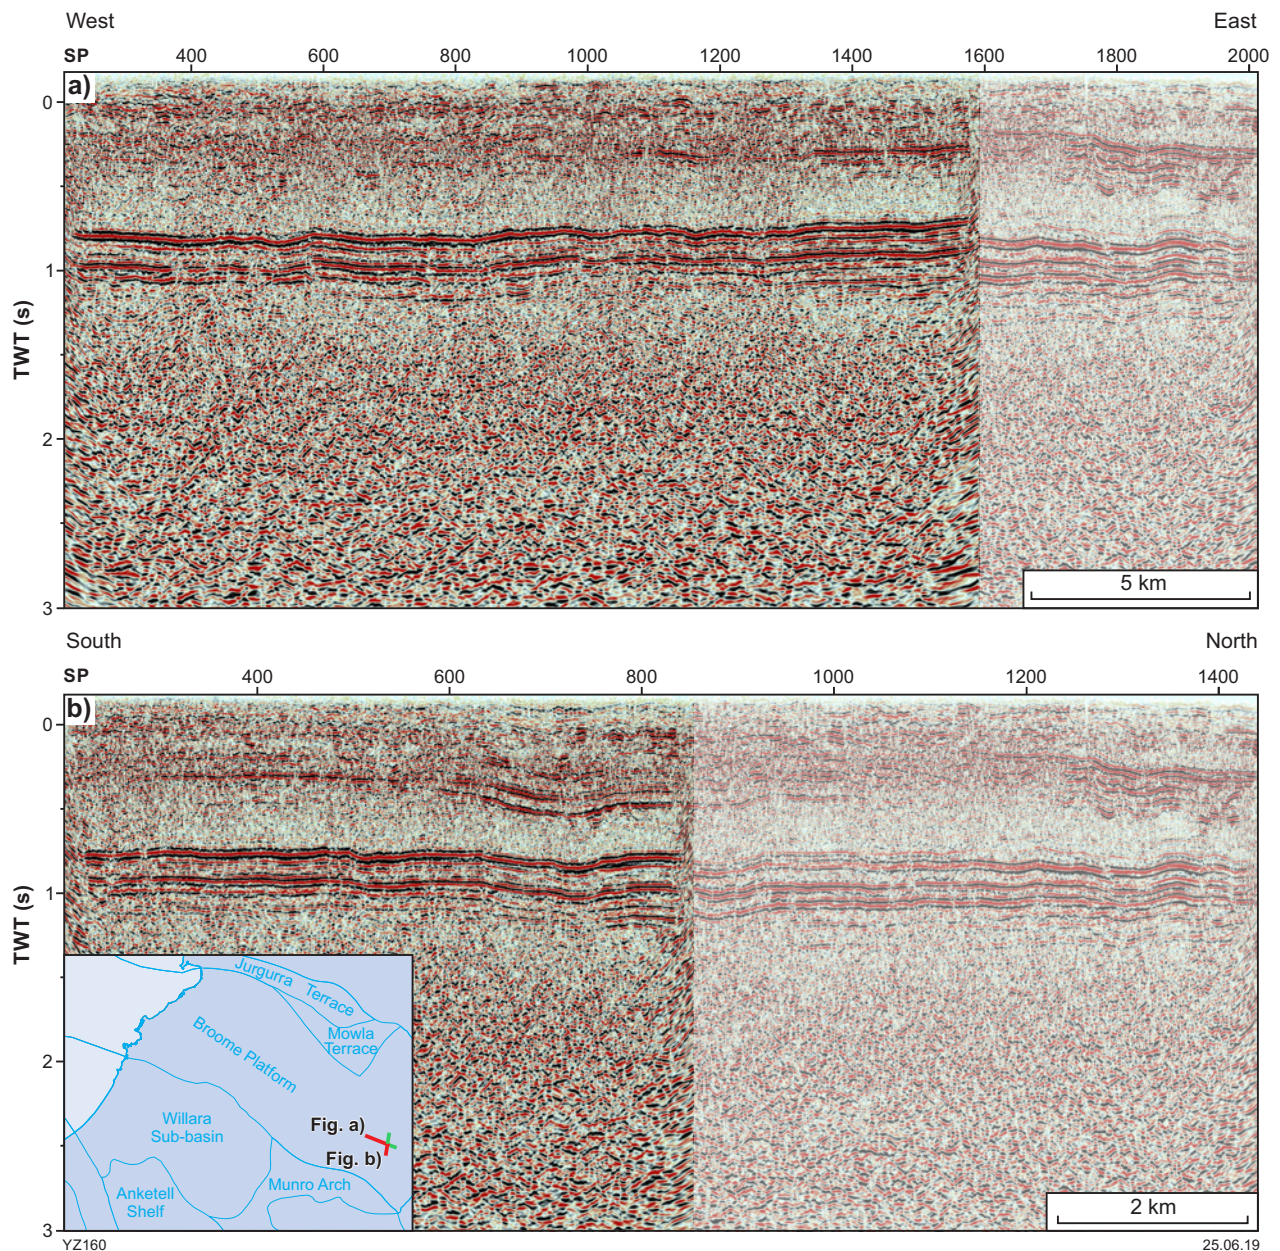 West East
SP 400 600 800 1000 1200 1400 1600 1800 2000
a)
0
1
2
3
TWT (s)
5 km
South North
SP 400 600 800 1000 1200 1400
b)
0
1
2
3
TWT (s)
Jurgurra Terrace
Mowla
Terrace
Broome Platform
Willara
Sub-basin
Fig. a)
Fig. b)
Munro Arch
Anketell
Shelf
2 km
YZ160 25.06.19